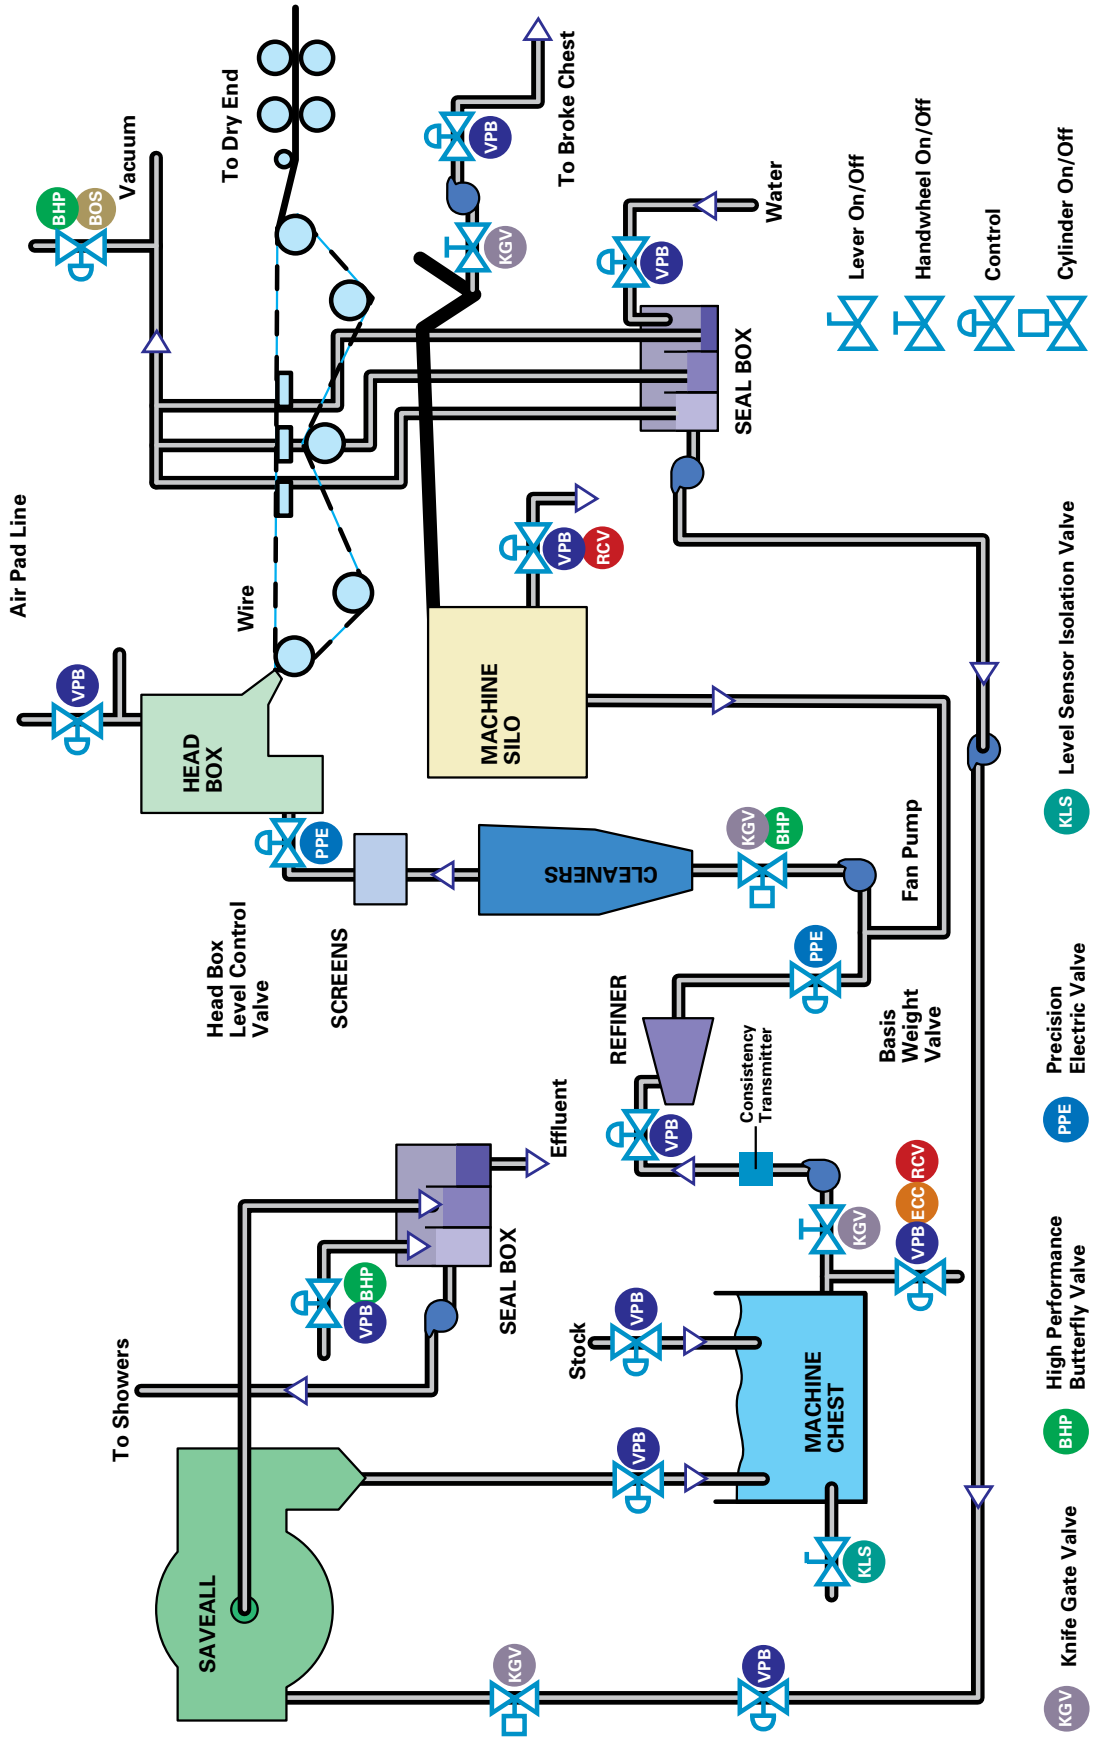 SAVEALL
To Showers
VPB
BHP
SEAL BOX
Effluent
Head Box
Level Control
Valve
SCREENS
PPE
HEAD
BOX
VPB
Air Pad Line
Wire
BHP
BOS
Vacuum
To Dry End
KGV
VPB
To Broke Chest
VPB
Water
SEAL BOX
MACHINE
SILO
VPB
RCV
CLEANERS
KGV
BHP
Fan Pump
REFINER
PPE
Basis
Weight
Valve
VPB
Consistency
Transmitter
KGV
VPB
ECC
RCV
Stock
VPB
VPB
MACHINE
CHEST
KLS
KGV
VPB
Lever On/Off
Handwheel On/Off
Control
Cylinder On/Off
KGV
Knife Gate Valve
BHP
High Performance
Butterfly Valve
PPE
Precision
Electric Valve
KLS
Level Sensor Isolation Valve